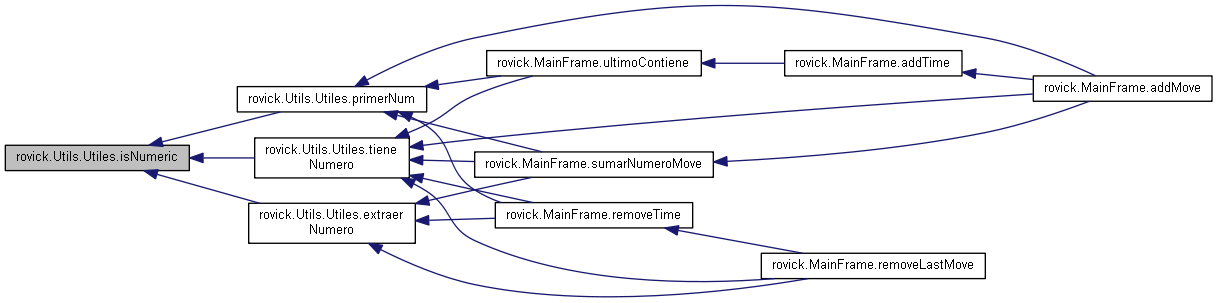 rovick.Utils.Utiles.isNumeric
rovick.Utils.Utiles.primerNum
rovick.Utils.Utiles.tiene
Numero
rovick.Utils.Utiles.extraer
Numero
rovick.MainFrame.ultimoContiene
rovick.MainFrame.sumarNumeroMove
rovick.MainFrame.removeTime
rovick.MainFrame.addTime
rovick.MainFrame.removeLastMove
rovick.MainFrame.addMove